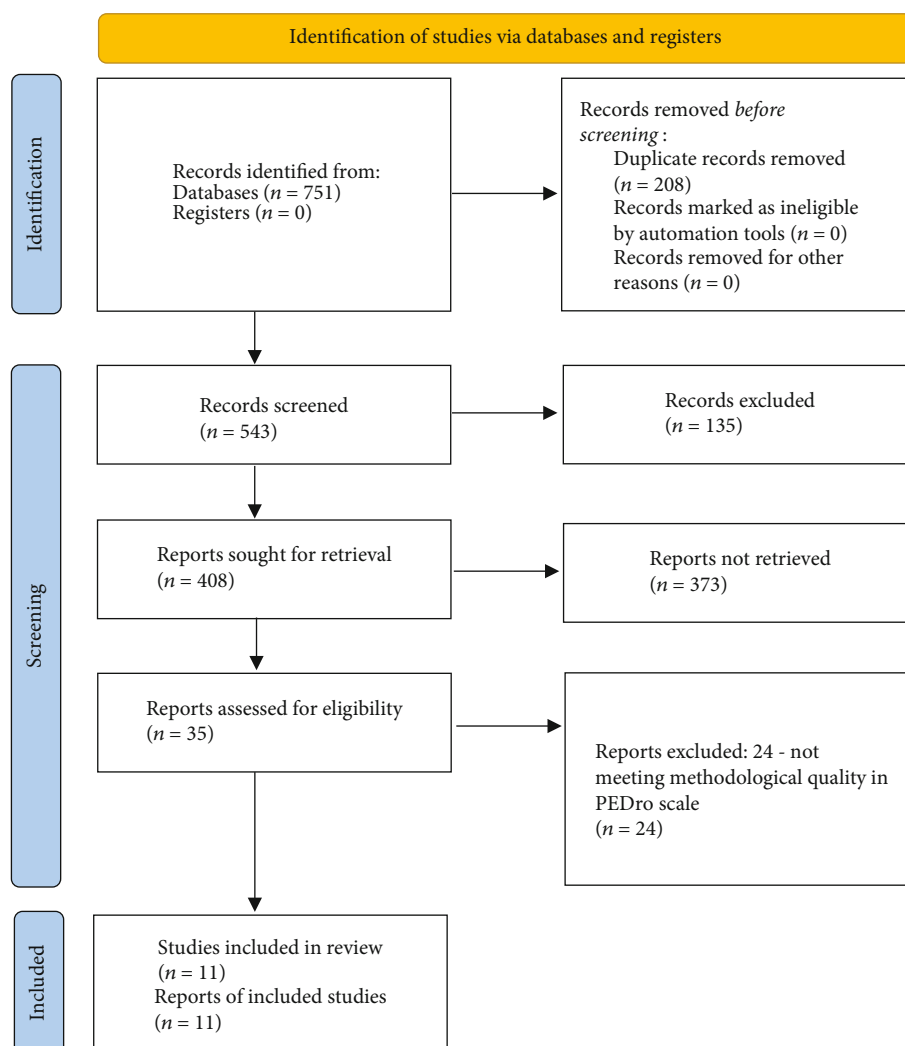 Identification of studies via databases and registers
Identification
Records identified from:
Databases (n = 751)
Registers (n = 0)
Records removed before
screening :
Duplicate records removed
(n = 208)
Records marked as ineligible
by automation tools (n = 0)
Records removed for other
reasons (n = 0)
Screening
Records screened
(n = 543)
Records excluded
(n = 135)
Reports sought for retrieval
(n = 408)
Reports not retrieved
(n = 373)
Reports assessed for eligibility
(n = 35)
Reports excluded: 24 - not
meeting methodological quality in
PEDro scale
(n = 24)
Included
Studies included in review
(n = 11)
Reports of included studies
(n = 11)